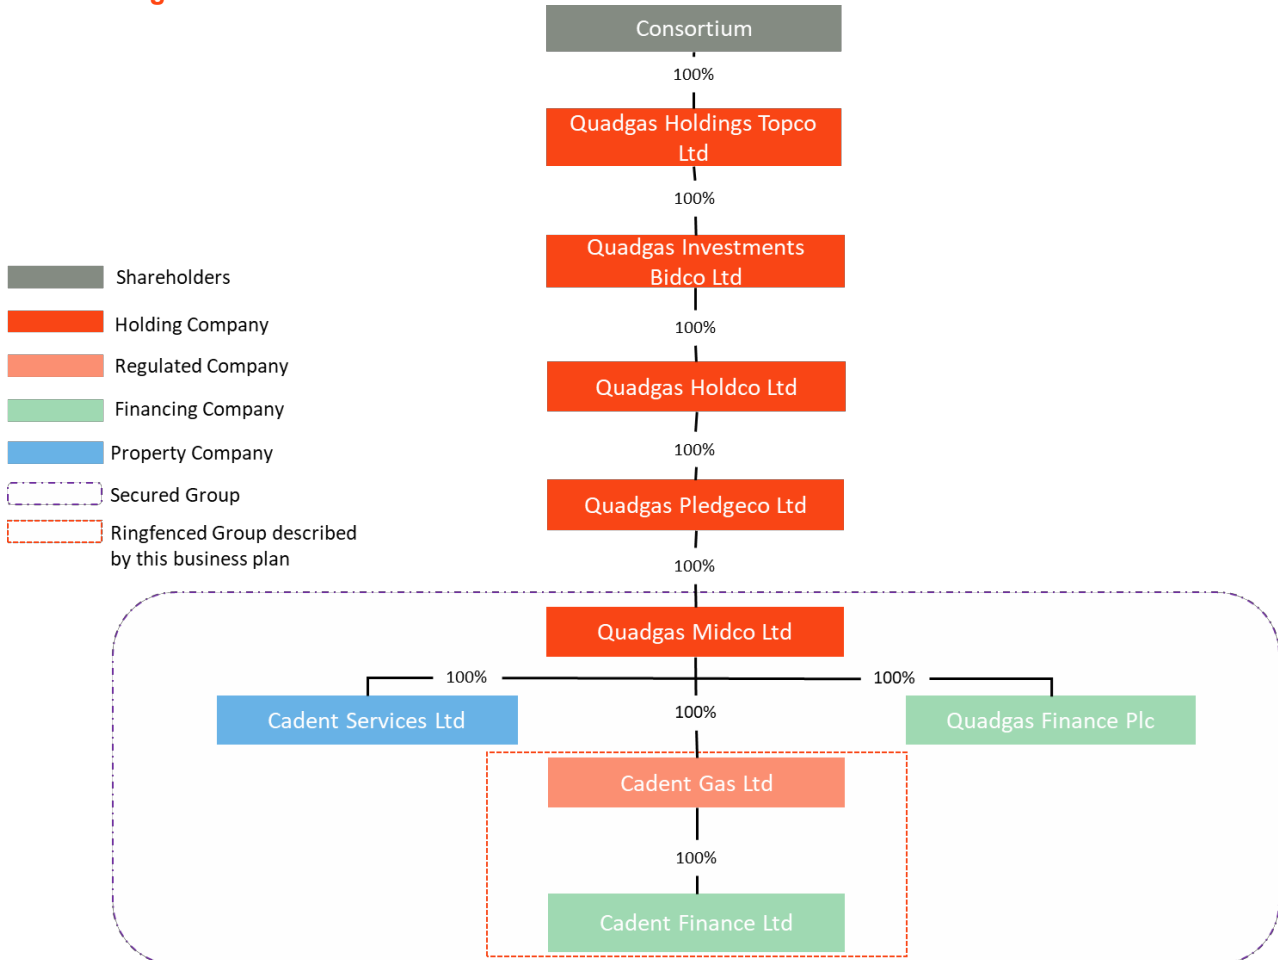 Consortium
100%
Quadgas Holdings Topco
Ltd
100%
Quadgas Investments
Bidco Ltd
100%
Quadgas Holdco Ltd
100%
Quadgas Pledgeco Ltd
100%
Shareholders
Holding Company
Regulated Company
Financing Company
Property Company
Secured Group
Ringfenced Group described
by this business plan
Quadgas Midco Ltd
100%
100%
100%
Cadent Services Ltd
Quadgas Finance Plc
Cadent Gas Ltd
100%
Cadent Finance Ltd